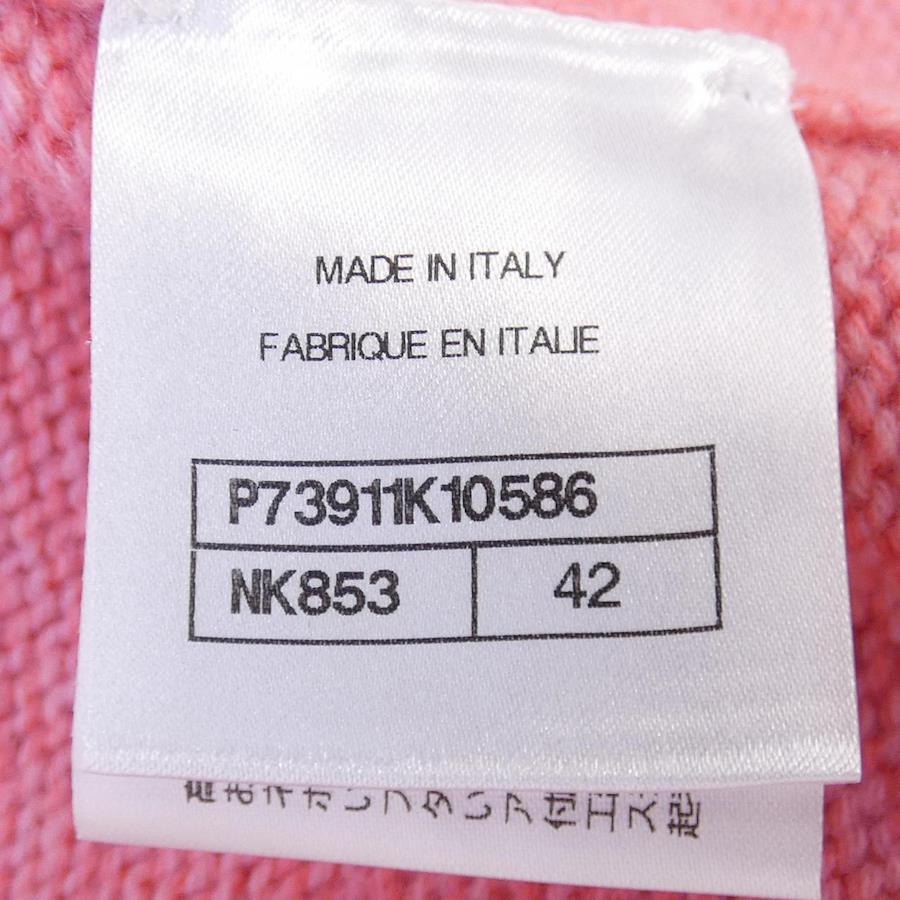 MADE IN ITALY
FABRIQUE EN ITALIE
P73911K10586
NK853 42